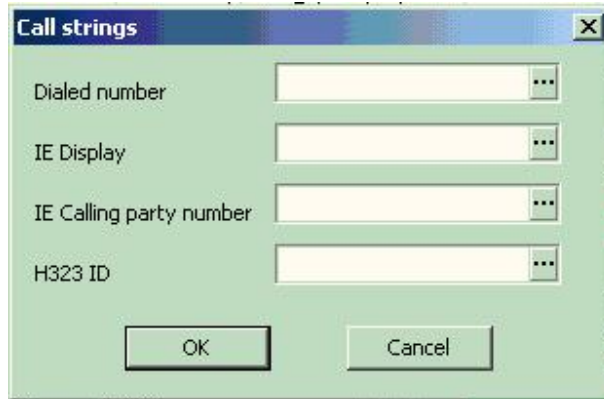 Call strings
Dialed number ...
IE Display ...
IE Calling party number ...
H323 ID ...
OK Cancel